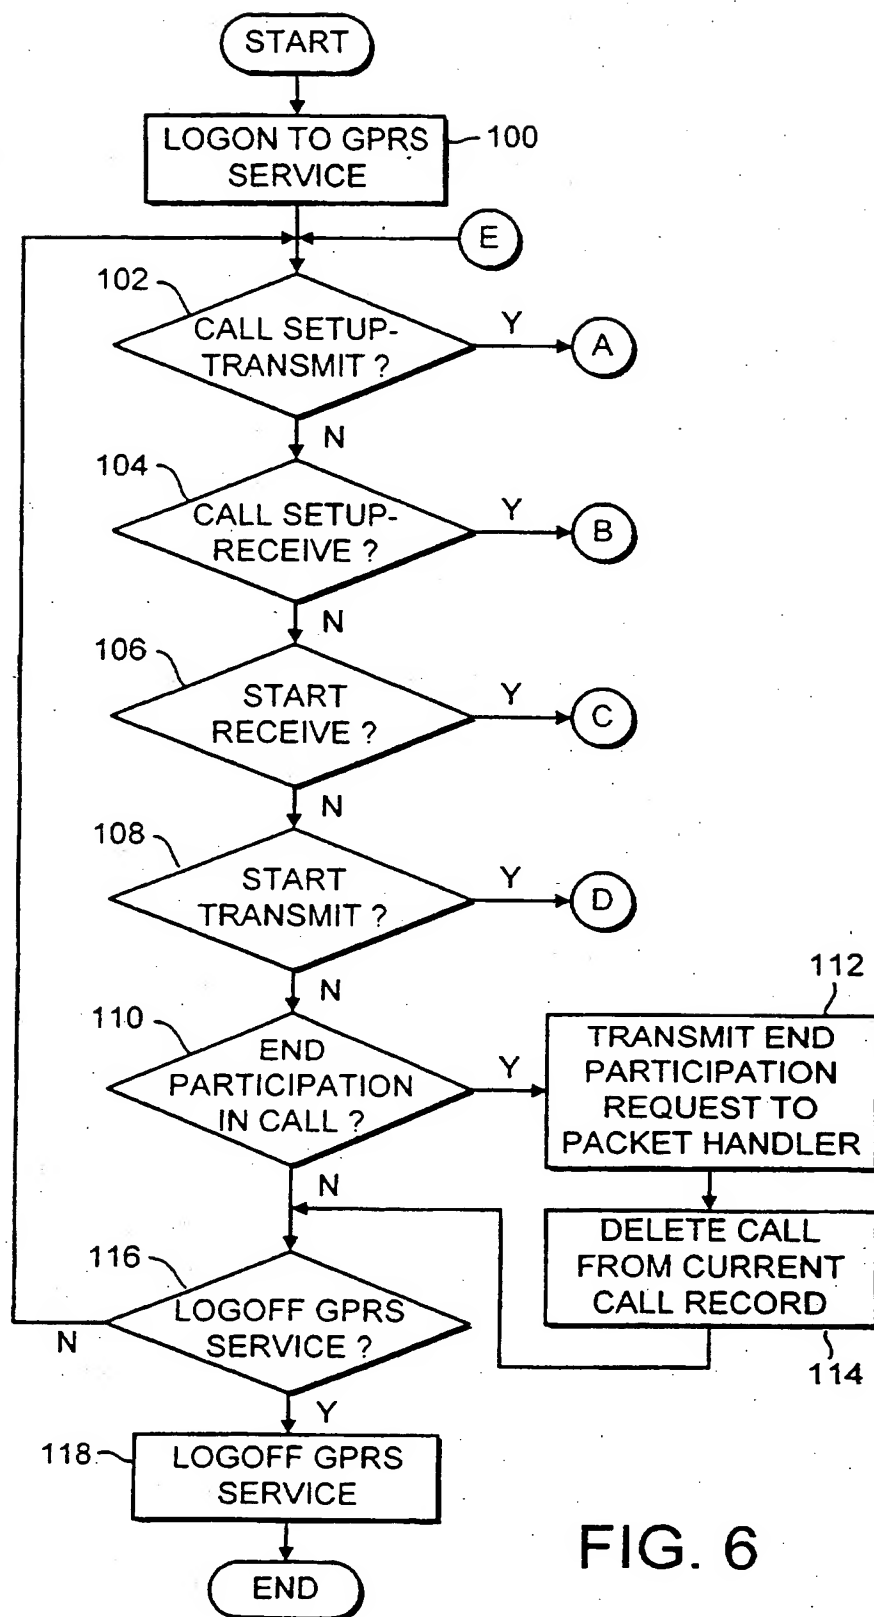 START
LOGON TO GPRS
SERVICE
100
E
102
CALL SETUP-
TRANSMIT ?
Y
A
N
104
CALL SETUP-
RECEIVE ?
Y
B
N
106
START
RECEIVE ?
Y
C
N
108
START
TRANSMIT ?
Y
D
N
110
END
PARTICIPATION
IN CALL ?
Y
112
TRANSMIT END
PARTICIPATION
REQUEST TO
PACKET HANDLER
N
DELETE CALL
FROM CURRENT
CALL RECORD
114
116
LOGOFF GPRS
SERVICE ?
N
Y
118
LOGOFF GPRS
SERVICE
END
FIG. 6